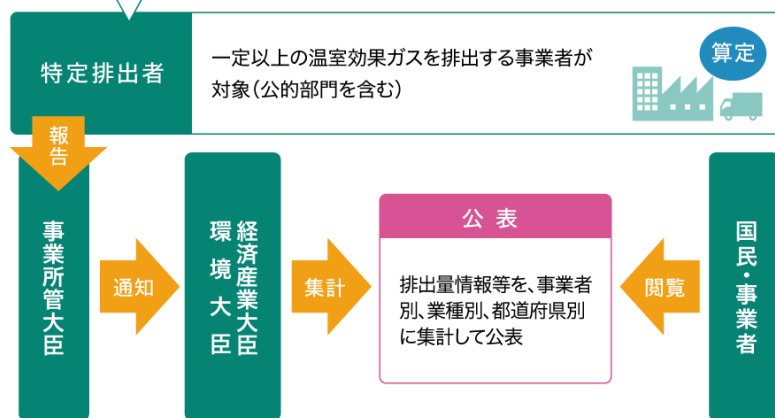 特定排出者
一定以上の温室効果ガスを排出する事業者が
対象(公的部門を含む)
算定
報告
事業所管大臣
通知
経済産業大臣
環境大臣
集計
公表
排出量情報等を、事業者
別、業種別、都道府県別
に集計して公表
閲覧
国民・事業者